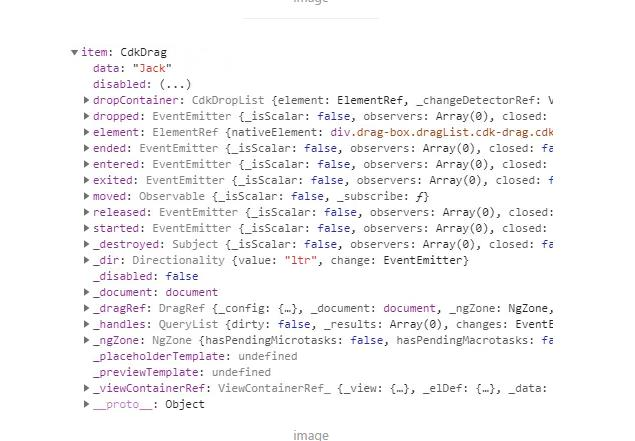 image
item: CdkDrag
data: "Jack"
disabled: (...)
dropContainer: CdkDropList {element: ElementRef, _changeDetectorRef: V
dropped: EventEmitter {_isScalar: false, observers: Array(0), closed:
element: ElementRef {nativeElement: div.drag-box.dragList.cdk-drag.cdk
ended: EventEmitter {_isScalar: false, observers: Array(0), closed: fa
entered: EventEmitter {_isScalar: false, observers: Array(0), closed:
exited: EventEmitter {_isScalar: false, observers: Array(0), closed: f
moved: Observable {_isScalar: false, _subscribe: ƒ}
released: EventEmitter {_isScalar: false, observers: Array(0), closed:
started: EventEmitter {_isScalar: false, observers: Array(0), closed:
_destroyed: Subject {_isScalar: false, observers: Array(0), closed: fa
_dir: Directionality {value: "ltr", change: EventEmitter}
_disabled: false
_document: document
_dragRef: DragRef {_config: {…}, _document: document, _ngZone: NgZone,
_handles: QueryList {dirty: false, _results: Array(0), changes: EventE
_ngZone: NgZone {hasPendingMicrotasks: false, hasPendingMacrotasks: fa
_placeholderTemplate: undefined
_previewTemplate: undefined
_viewContainerRef: ViewContainerRef_ {_view: {…}, _elDef: {…}, _data:
__proto__: Object
image